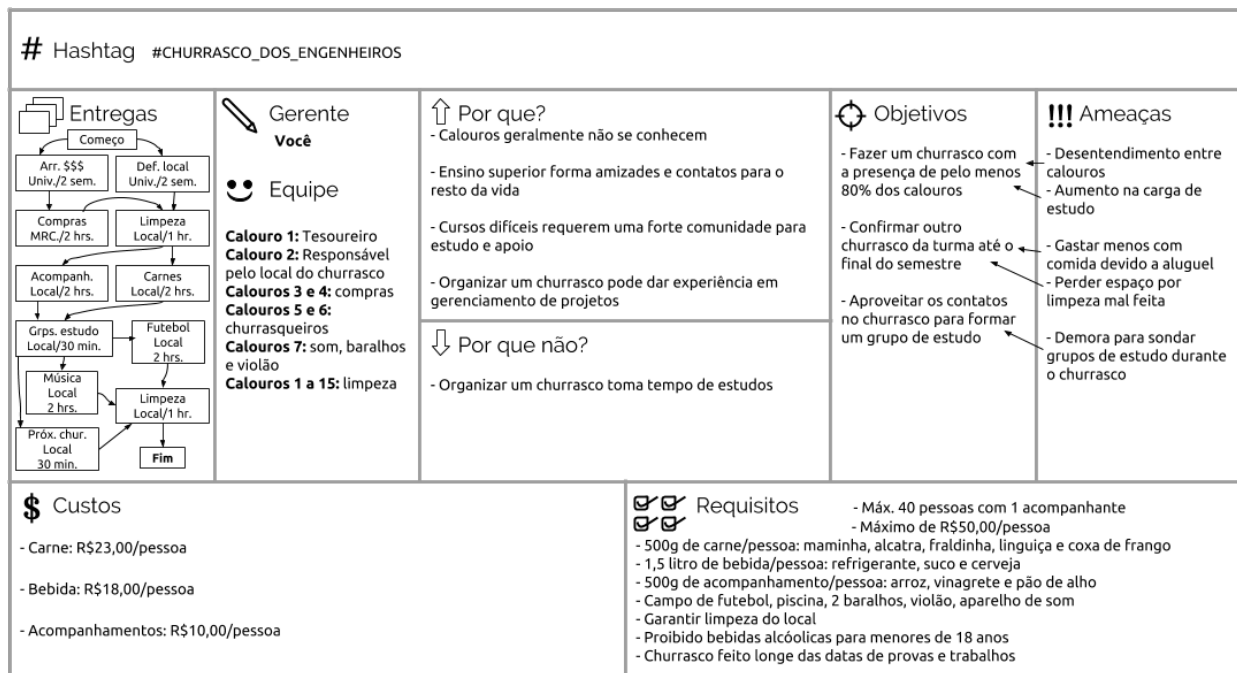 # Hashtag #CHURRASCO_DOS_ENGENHEIROS
Entregas
Começo
Arr. $$$
Univ./2 sem.
Def. local
Univ./2 sem.
Compras
MRC./2 hrs.
Limpeza
Local/1 hr.
Acompanh.
Local/2 hrs.
Carnes
Local/2 hrs.
Grps. estudo
Local/30 min.
Futebol
Local
2 hrs.
Música
Local
2 hrs.
Limpeza
Local/1 hr.
Próx. chur.
Local
30 min.
Fim
Gerente
Você
Equipe
Calouro 1: Tesoureiro
Calouro 2: Responsável
pelo local do churrasco
Calouros 3 e 4: compras
Calouros 5 e 6:
churrasqueiros
Calouros 7: som, baralhos
e violão
Calouros 1 a 15: limpeza
Por que?
- Calouros geralmente não se conhecem
- Ensino superior forma amizades e contatos para o
resto da vida
- Cursos difíceis requerem uma forte comunidade para
estudo e apoio
- Organizar um churrasco pode dar experiência em
gerenciamento de projetos
Por que não?
- Organizar um churrasco toma tempo de estudos
Objetivos
- Fazer um churrasco com
a presença de pelo menos
80% dos calouros
- Confirmar outro
churrasco da turma até o
final do semestre
- Aproveitar os contatos
no churrasco para formar
um grupo de estudo
!!! Ameaças
- Desentendimento entre
calouros
- Aumento na carga de
estudo
- Gastar menos com
comida devido a aluguel
- Perder espaço por
limpeza mal feita
- Demora para sondar
grupos de estudo durante
o churrasco
$ Custos
- Carne: R$23,00/pessoa
- Bebida: R$18,00/pessoa
- Acompanhamentos: R$10,00/pessoa
Requisitos
- Máx. 40 pessoas com 1 acompanhante
- Máximo de R$50,00/pessoa
- 500g de carne/pessoa: maminha, alcatra, fraldinha, linguiça e coxa de frango
- 1,5 litro de bebida/pessoa: refrigerante, suco e cerveja
- 500g de acompanhamento/pessoa: arroz, vinagrete e pão de alho
- Campo de futebol, piscina, 2 baralhos, violão, aparelho de som
- Garantir limpeza do local
- Proibido bebidas alcóolicas para menores de 18 anos
- Churrasco feito longe das datas de provas e trabalhos